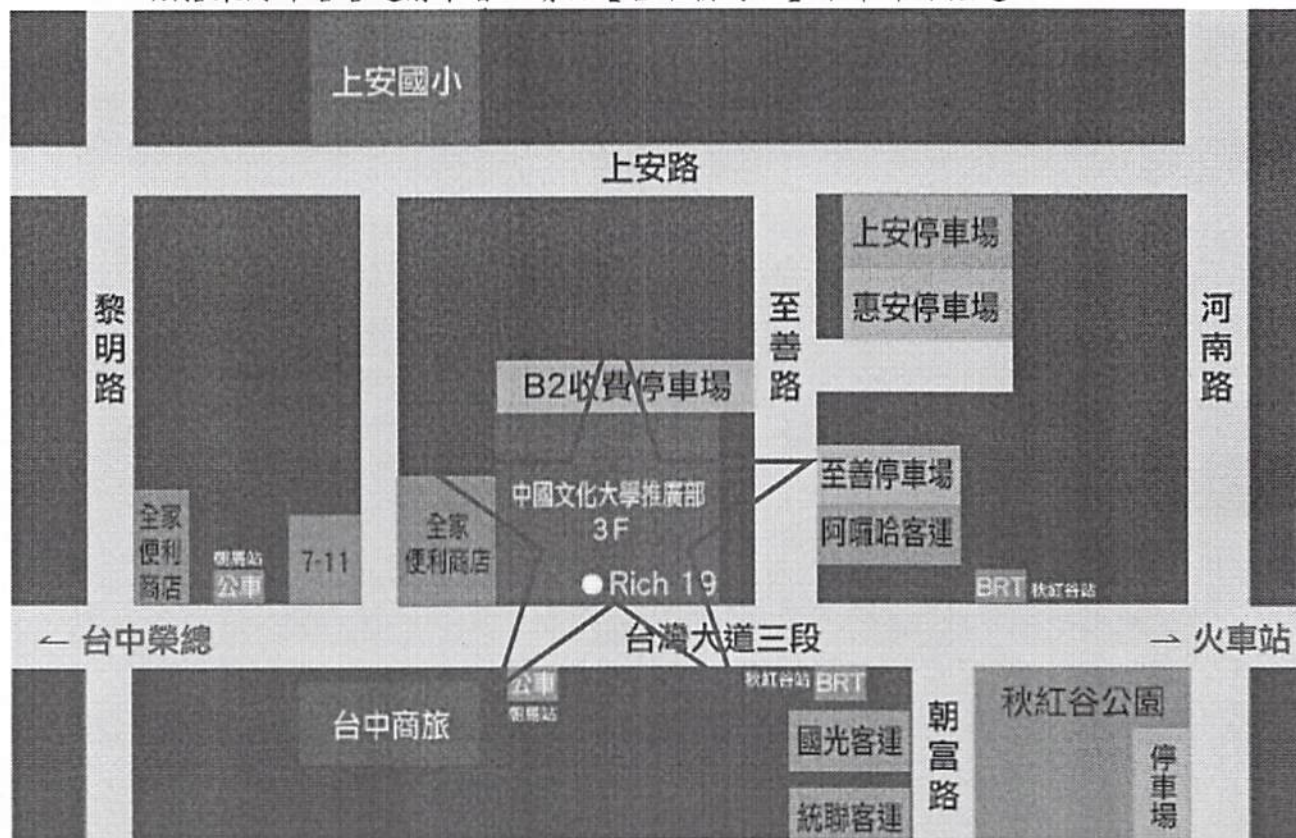 上安國小
上安路
上安停車場
惠安停車場
黎明路
至善路
河南路
B2收費停車場
至善停車場
阿囉哈客運
中國文化大學推廣部
3F
Rich 19
全家
便利
商店
朝馬站
公車
7-11
全家
便利商店
BRT 秋紅谷站
← 台中榮總
台灣大道三段
→ 火車站
公車
朝馬站
秋紅谷站 BRT
台中商旅
國光客運
統聯客運
朝富路
秋紅谷公園
停車場